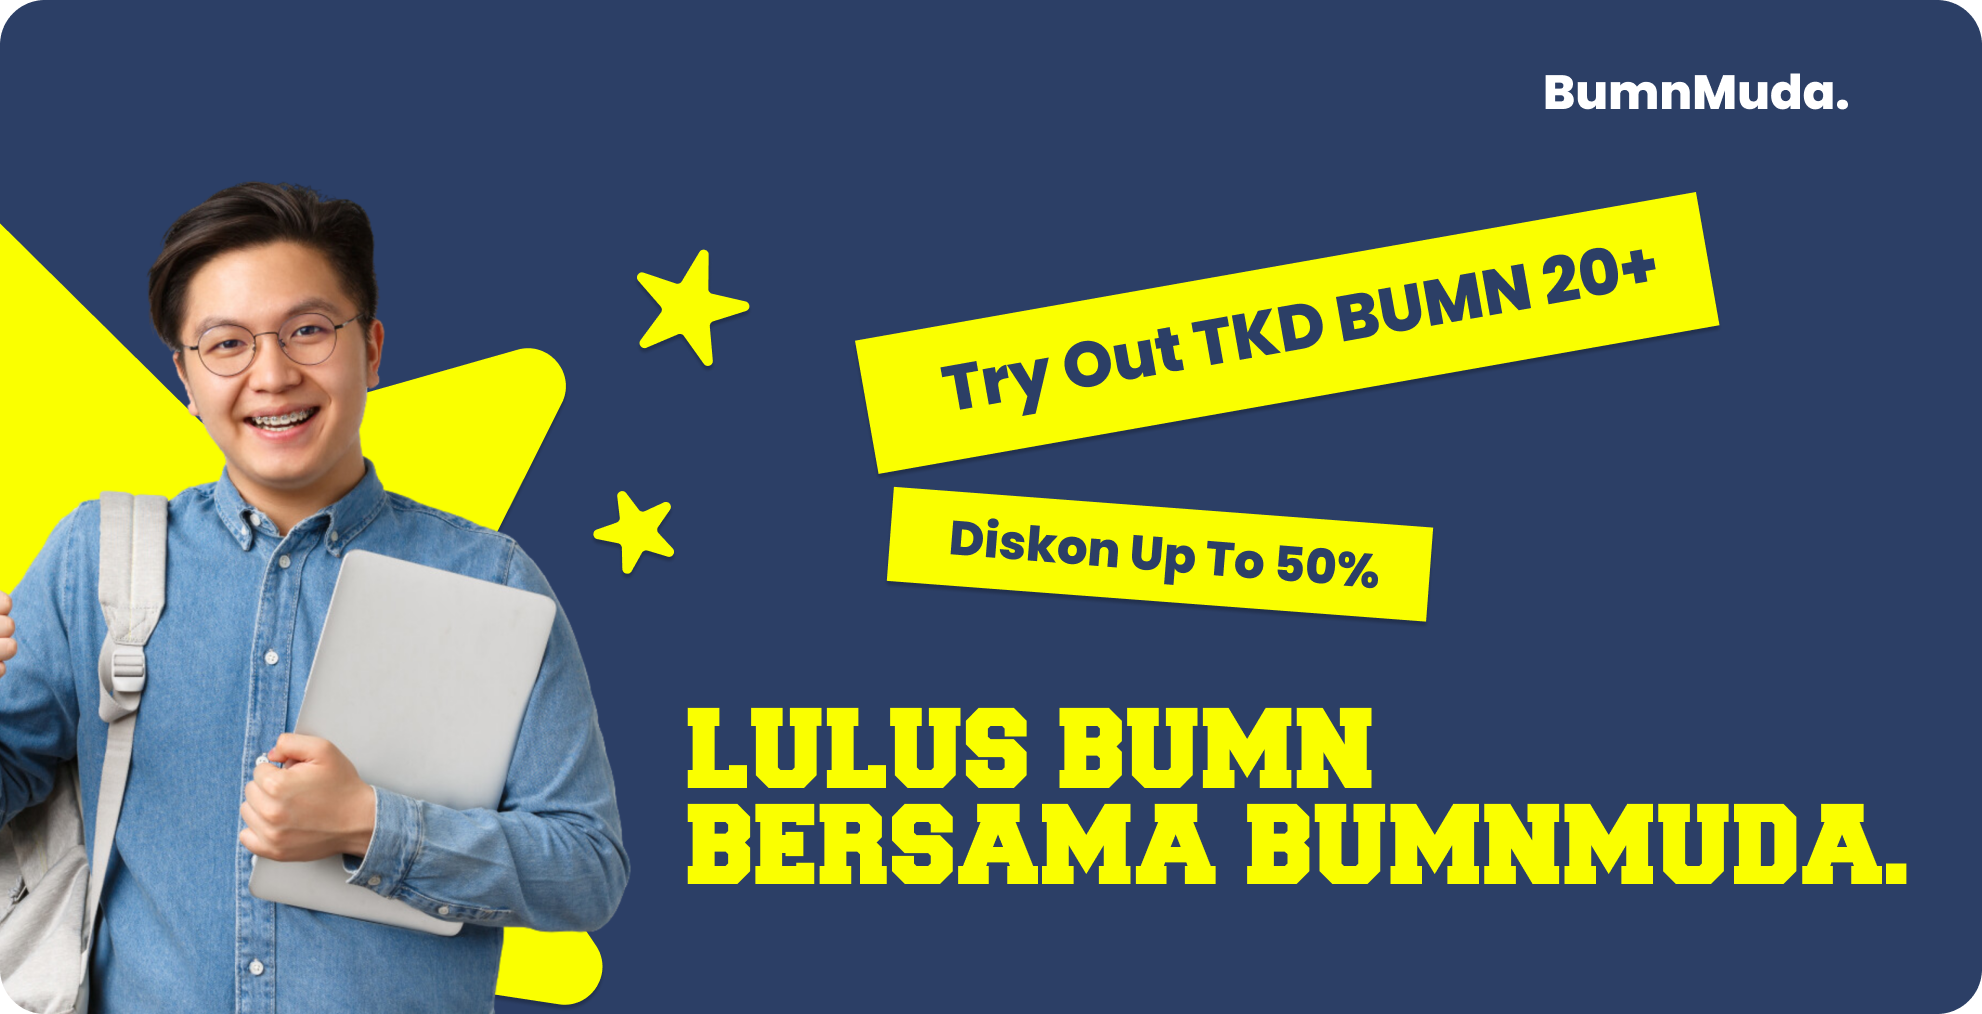 BumnMuda.
Try Out TKD BUMN 20+
Diskon Up To 50%
LULUS BUMN
BERSAMA BUMNMUDA.